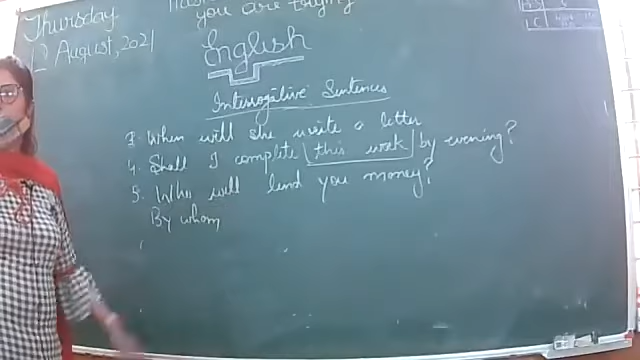 Thursday
12 August, 2021
you are trying
English
Interrogative Sentences
3. When will she write a letter
4. Shall I complete this work by evening?
5. Who will lend you money?
By whom